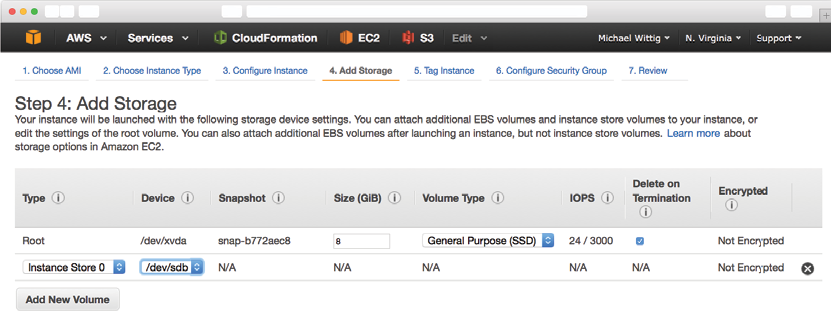 AWS Services CloudFormation EC2 S3 Edit Michael Wittig N. Virginia Support
1. Choose AMI 2. Choose Instance Type 3. Configure Instance 4. Add Storage 5. Tag Instance 6. Configure Security Group 7. Review
Step 4: Add Storage
Your instance will be launched with the following storage device settings. You can attach additional EBS volumes and instance store volumes to your instance, or
edit the settings of the root volume. You can also attach additional EBS volumes after launching an instance, but not instance store volumes. Learn more about
storage options in Amazon EC2.
Type i Device i Snapshot i Size (GiB) i Volume Type i IOPS i Delete on Termination i Encrypted i
Root /dev/xvda snap-b772aec8 8 General Purpose (SSD) 24 / 3000 Not Encrypted
Instance Store 0 /dev/sdb N/A N/A N/A N/A N/A Not Encrypted
Add New Volume